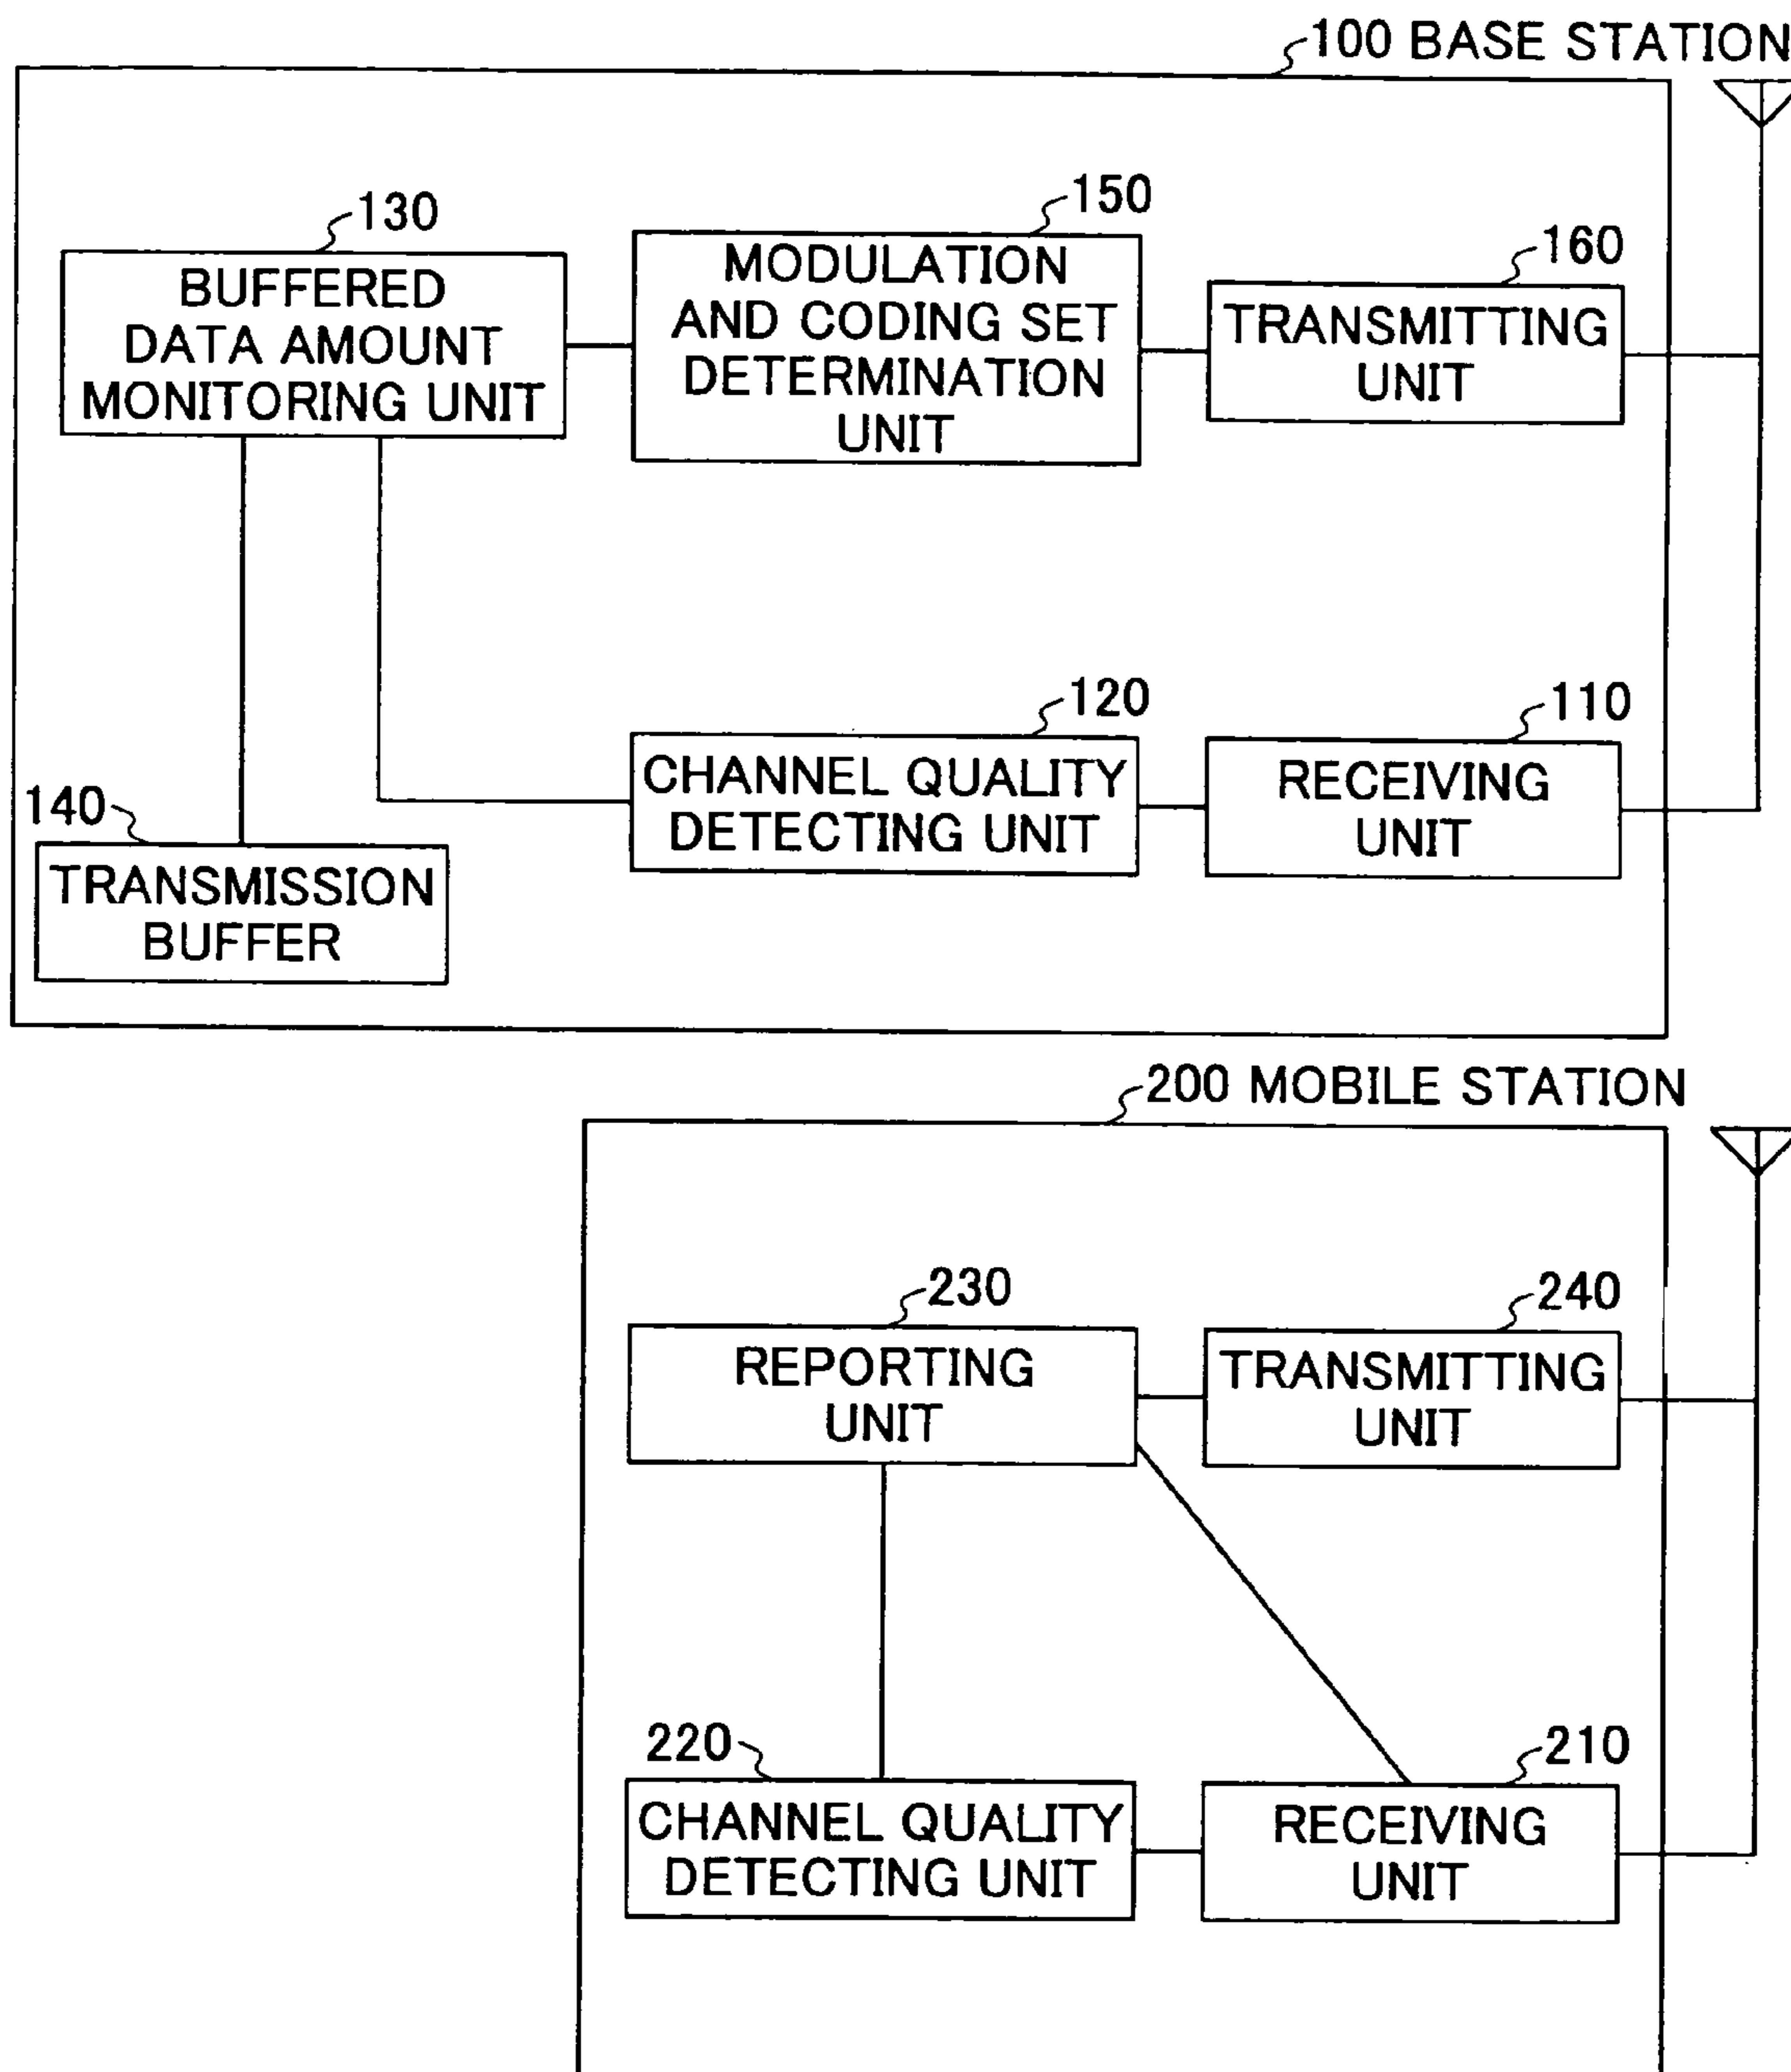 100 BASE STATION
130
BUFFERED
DATA AMOUNT
MONITORING UNIT
150
MODULATION
AND CODING SET
DETERMINATION
UNIT
160
TRANSMITTING
UNIT
120
CHANNEL QUALITY
DETECTING UNIT
110
RECEIVING
UNIT
140
TRANSMISSION
BUFFER
200 MOBILE STATION
230
REPORTING
UNIT
240
TRANSMITTING
UNIT
220
CHANNEL QUALITY
DETECTING UNIT
210
RECEIVING
UNIT